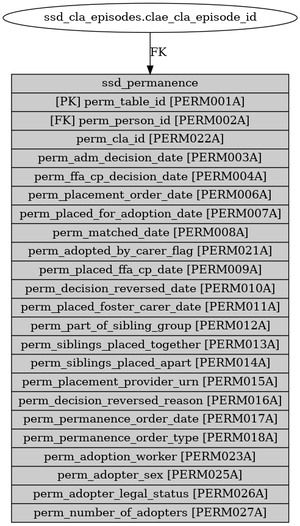 ssd_cla_episodes.clae_cla_episode_id
FK
ssd_permanence
[PK] perm_table_id [PERM001A]
[FK] perm_person_id [PERM002A]
perm_cla_id [PERM022A]
perm_adm_decision_date [PERM003A]
perm_ffa_cp_decision_date [PERM004A]
perm_placement_order_date [PERM006A]
perm_placed_for_adoption_date [PERM007A]
perm_matched_date [PERM008A]
perm_adopted_by_carer_flag [PERM021A]
perm_placed_ffa_cp_date [PERM009A]
perm_decision_reversed_date [PERM010A]
perm_placed_foster_carer_date [PERM011A]
perm_part_of_sibling_group [PERM012A]
perm_siblings_placed_together [PERM013A]
perm_siblings_placed_apart [PERM014A]
perm_placement_provider_urn [PERM015A]
perm_decision_reversed_reason [PERM016A]
perm_permanence_order_date [PERM017A]
perm_permanence_order_type [PERM018A]
perm_adoption_worker [PERM023A]
perm_adopter_sex [PERM025A]
perm_adopter_legal_status [PERM026A]
perm_number_of_adopters [PERM027A]